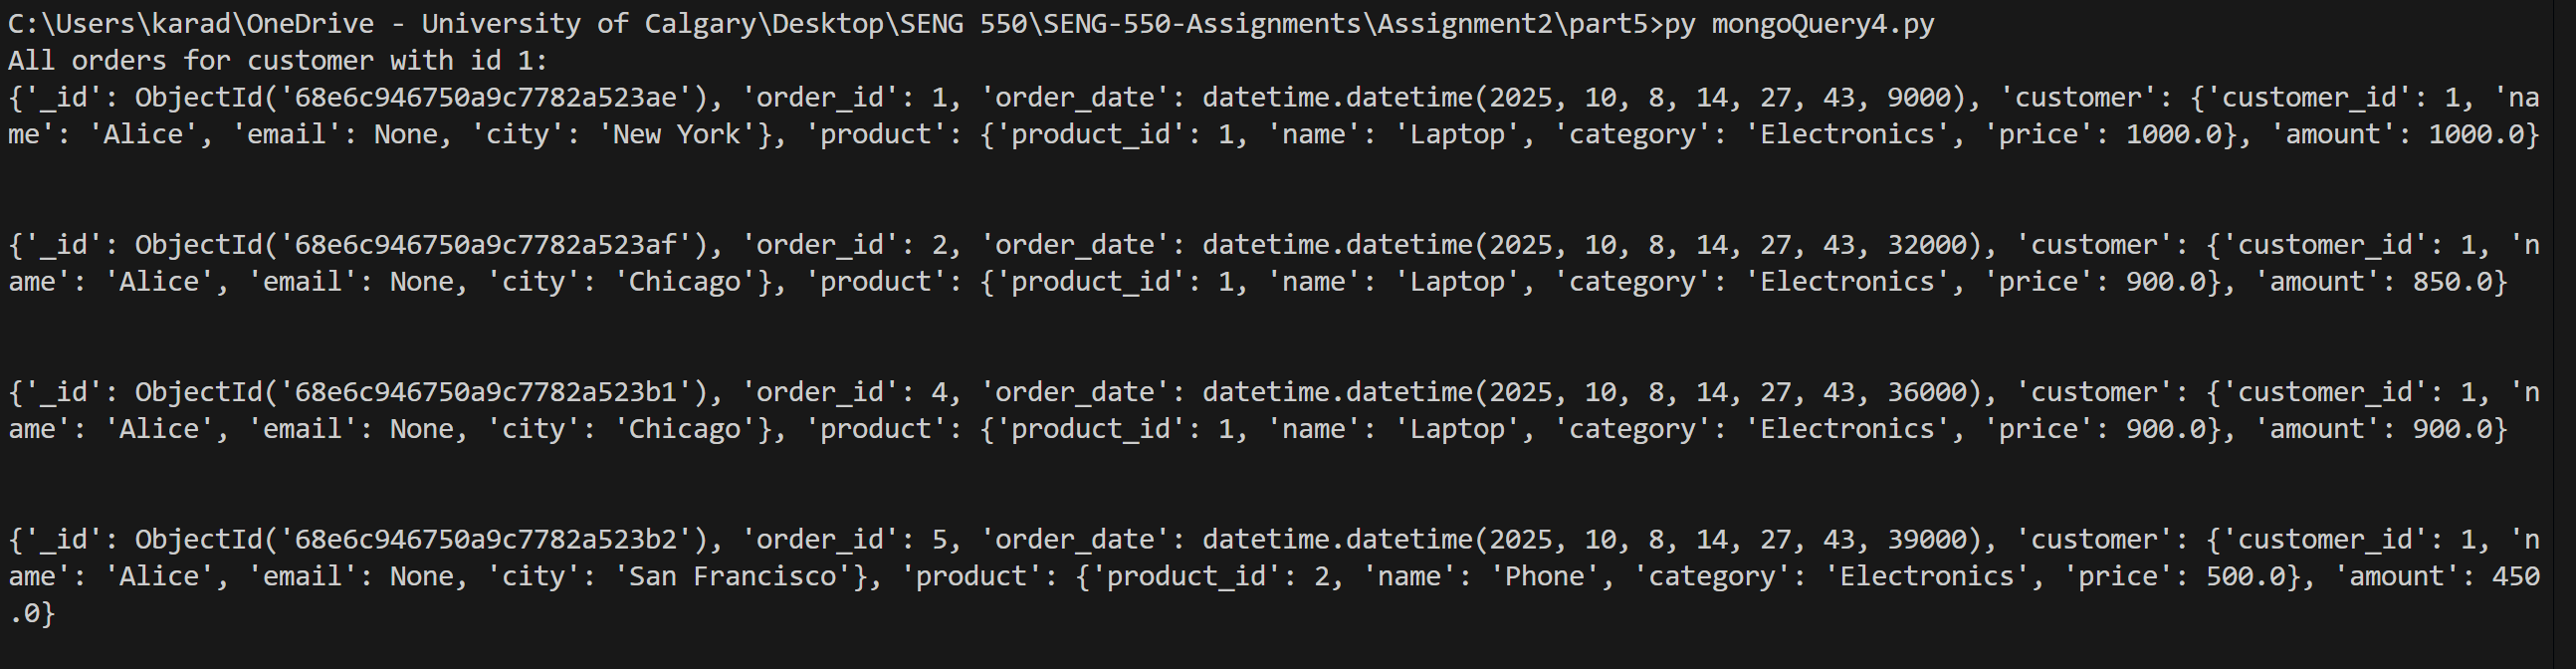 C:\Users\karad\OneDrive - University of Calgary\Desktop\SENG 550\SENG-550-Assignments\Assignment2\part5>py mongoQuery4.py
All orders for customer with id 1:
{'_id': ObjectId('68e6c946750a9c7782a523ae'), 'order_id': 1, 'order_date': datetime.datetime(2025, 10, 8, 14, 27, 43, 9000), 'customer': {'customer_id': 1, 'na
me': 'Alice', 'email': None, 'city': 'New York'}, 'product': {'product_id': 1, 'name': 'Laptop', 'category': 'Electronics', 'price': 1000.0}, 'amount': 1000.0}
{'_id': ObjectId('68e6c946750a9c7782a523af'), 'order_id': 2, 'order_date': datetime.datetime(2025, 10, 8, 14, 27, 43, 32000), 'customer': {'customer_id': 1, 'n
ame': 'Alice', 'email': None, 'city': 'Chicago'}, 'product': {'product_id': 1, 'name': 'Laptop', 'category': 'Electronics', 'price': 900.0}, 'amount': 850.0}
{'_id': ObjectId('68e6c946750a9c7782a523b1'), 'order_id': 4, 'order_date': datetime.datetime(2025, 10, 8, 14, 27, 43, 36000), 'customer': {'customer_id': 1, 'n
ame': 'Alice', 'email': None, 'city': 'Chicago'}, 'product': {'product_id': 1, 'name': 'Laptop', 'category': 'Electronics', 'price': 900.0}, 'amount': 900.0}
{'_id': ObjectId('68e6c946750a9c7782a523b2'), 'order_id': 5, 'order_date': datetime.datetime(2025, 10, 8, 14, 27, 43, 39000), 'customer': {'customer_id': 1, 'n
ame': 'Alice', 'email': None, 'city': 'San Francisco'}, 'product': {'product_id': 2, 'name': 'Phone', 'category': 'Electronics', 'price': 500.0}, 'amount': 450
.0}